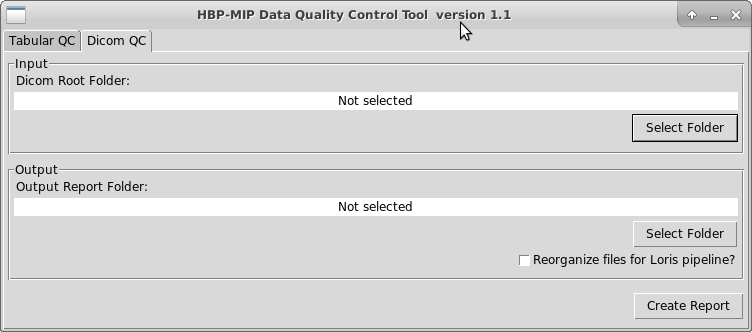 HBP-MIP Data Quality Control Tool  version 1.1
Tabular QC Dicom QC
Input
Dicom Root Folder:
Not selected
Select Folder
Output
Output Report Folder:
Not selected
Select Folder
Reorganize files for Loris pipeline?
Create Report